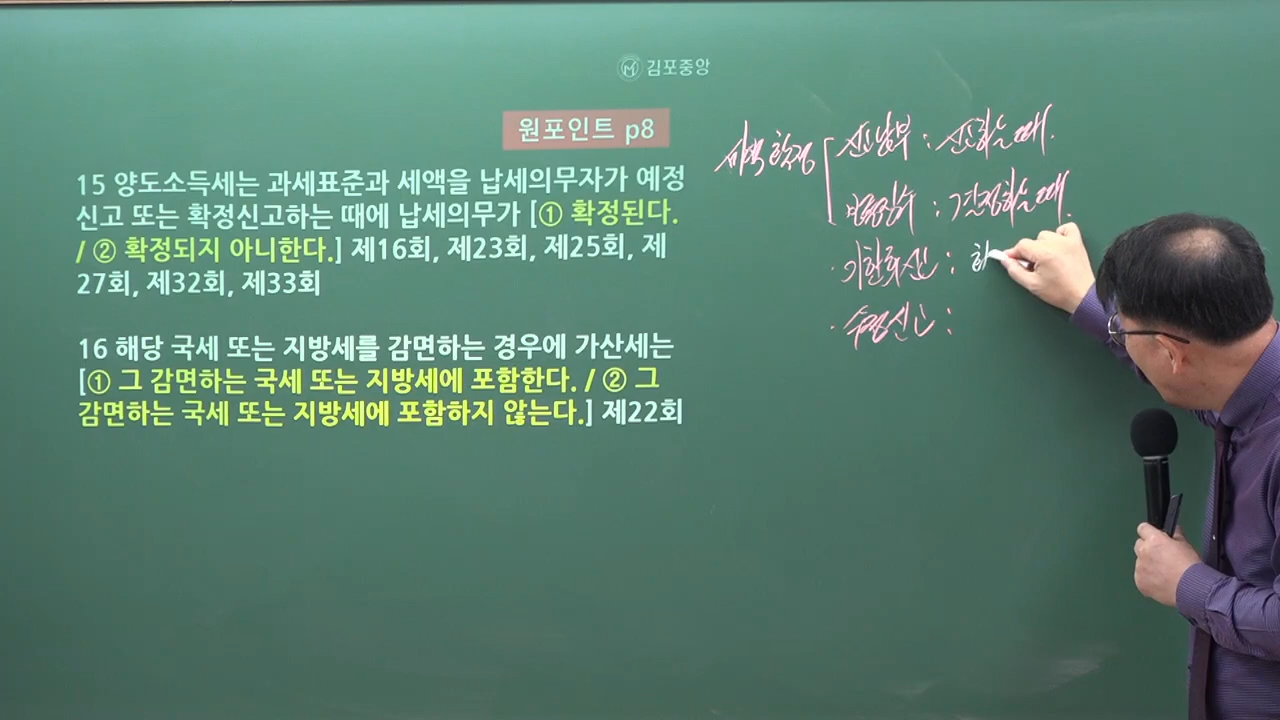 김포중앙
원포인트 p8
15 양도소득세는 과세표준과 세액을 납세의무자가 예정
신고 또는 확정신고하는 때에 납세의무가 [① 확정된다.
/ ② 확정되지 아니한다.] 제16회, 제23회, 제25회, 제
27회, 제32회, 제33회
16 해당 국세 또는 지방세를 감면하는 경우에 가산세는
[① 그 감면하는 국세 또는 지방세에 포함한다. / ② 그
감면하는 국세 또는 지방세에 포함하지 않는다.] 제22회
세액 확정
신고납부 : 신고하는 때.
: 결정하는 때.
· 기한후신 :
· 수정신고 :